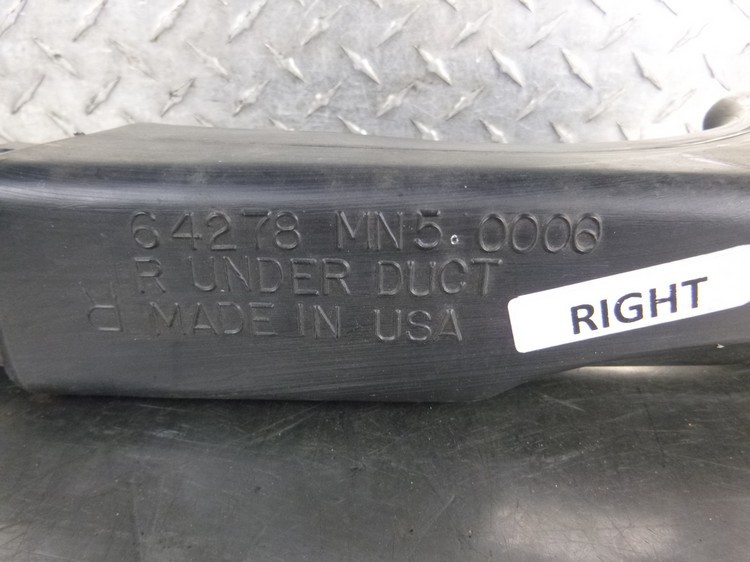 64278 MN5 0006
R UNDER DUCT
MADE IN USA
R
RIGHT